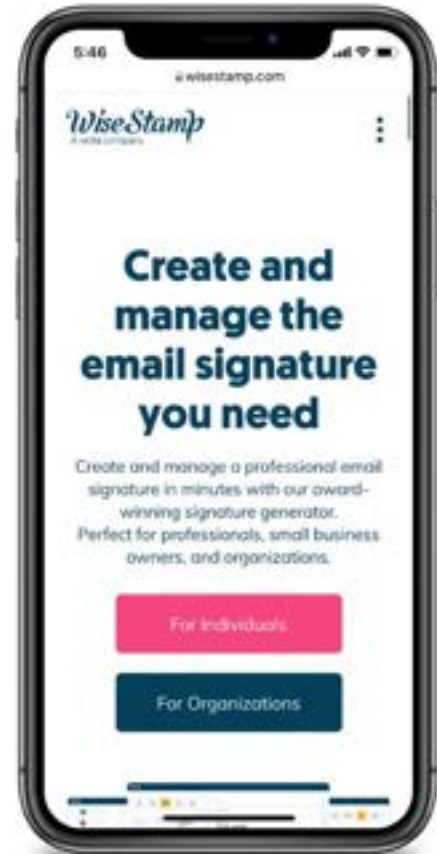 5:46
wisestamp.com
WiseStamp
Create and
manage the
email signature
you need
Create and manage a professional email
signature in minutes with our award-
winning signature generator.
Perfect for professionals, small business
owners, and organizations.
For Individuals
For Organizations